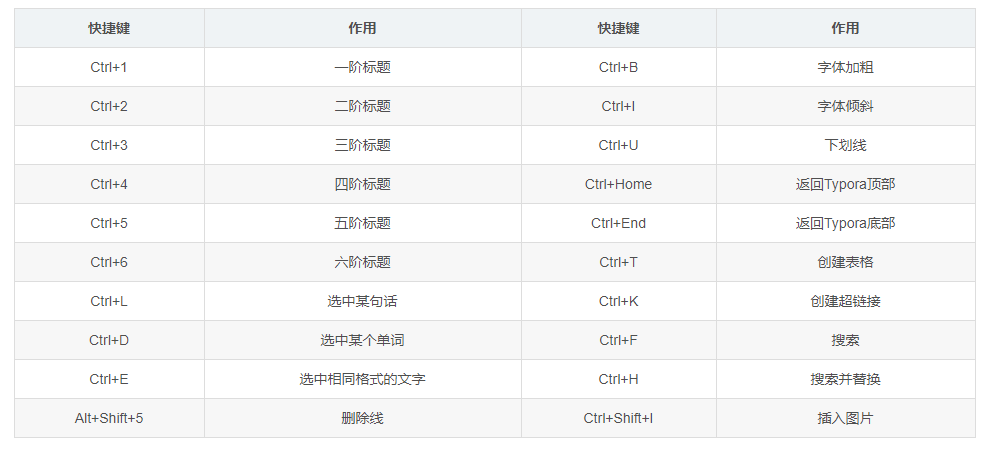 快捷键 作用 快捷键 作用
Ctrl+1 一阶标题 Ctrl+B 字体加粗
Ctrl+2 二阶标题 Ctrl+I 字体倾斜
Ctrl+3 三阶标题 Ctrl+U 下划线
Ctrl+4 四阶标题 Ctrl+Home 返回Typora顶部
Ctrl+5 五阶标题 Ctrl+End 返回Typora底部
Ctrl+6 六阶标题 Ctrl+T 创建表格
Ctrl+L 选中某句话 Ctrl+K 创建超链接
Ctrl+D 选中某个单词 Ctrl+F 搜索
Ctrl+E 选中相同格式的文字 Ctrl+H 搜索并替换
Alt+Shift+5 删除线 Ctrl+Shift+I 插入图片